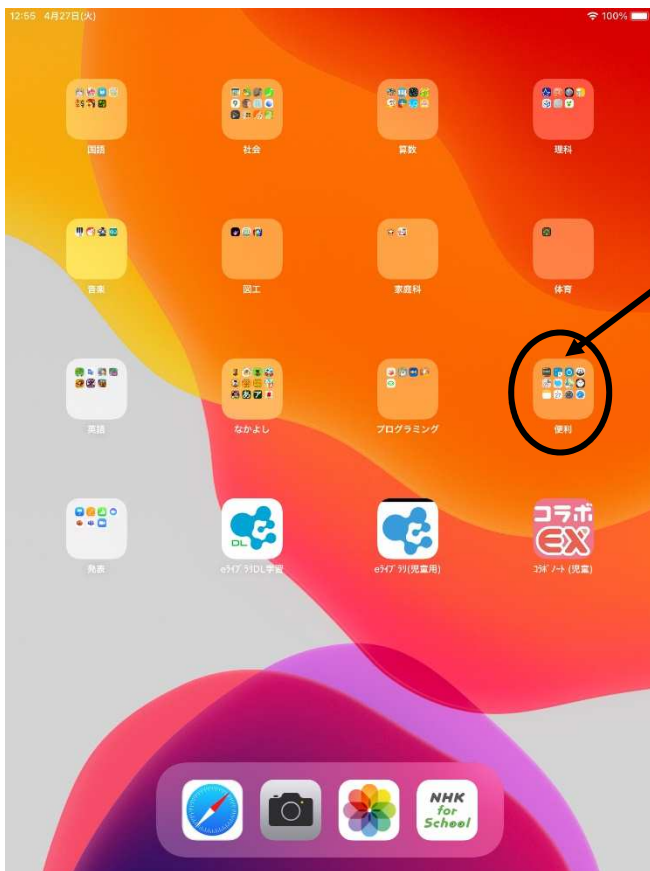 12:55 4月27日(火) 100%
国語 社会 算数 理科
音楽 図工 家庭科 体育
英語 なかよし プログラミング 便利
DL コラボ
EX
発表 eﾗｲﾌﾞﾗﾘDL学習 eﾗｲﾌﾞﾗﾘ(児童用) ｺﾗﾎﾞﾉｰﾄ(児童)
NHK
for
School